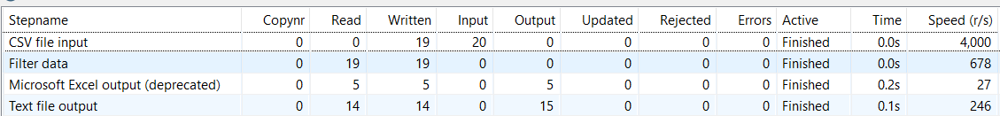 Stepname Copynr Read Written Input Output Updated Rejected Errors Active Time Speed (r/s)
CSV file input 0 0 19 20 0 0 0 0 Finished 0.0s 4,000
Filter data 0 19 19 0 0 0 0 0 Finished 0.0s 678
Microsoft Excel output (deprecated) 0 5 5 0 5 0 0 0 Finished 0.2s 27
Text file output 0 14 14 0 15 0 0 0 Finished 0.1s 246